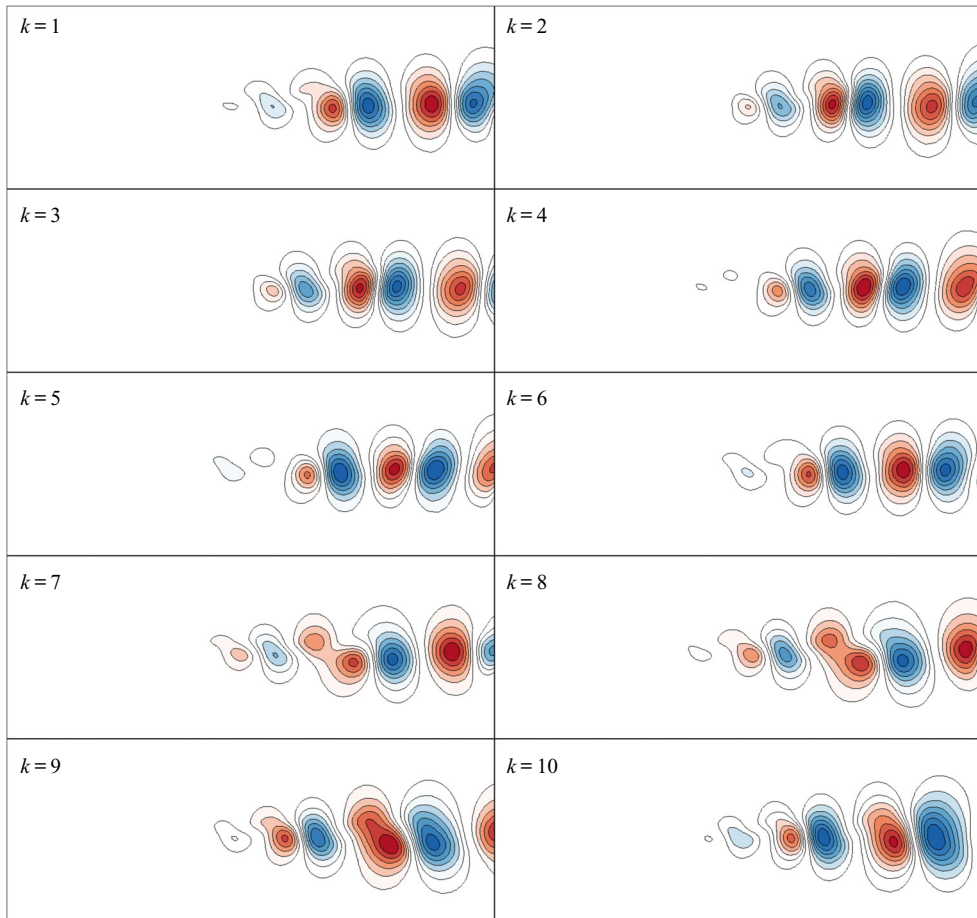 k = 1
k = 2
k = 3
k = 4
k = 5
k = 6
k = 7
k = 8
k = 9
k = 10